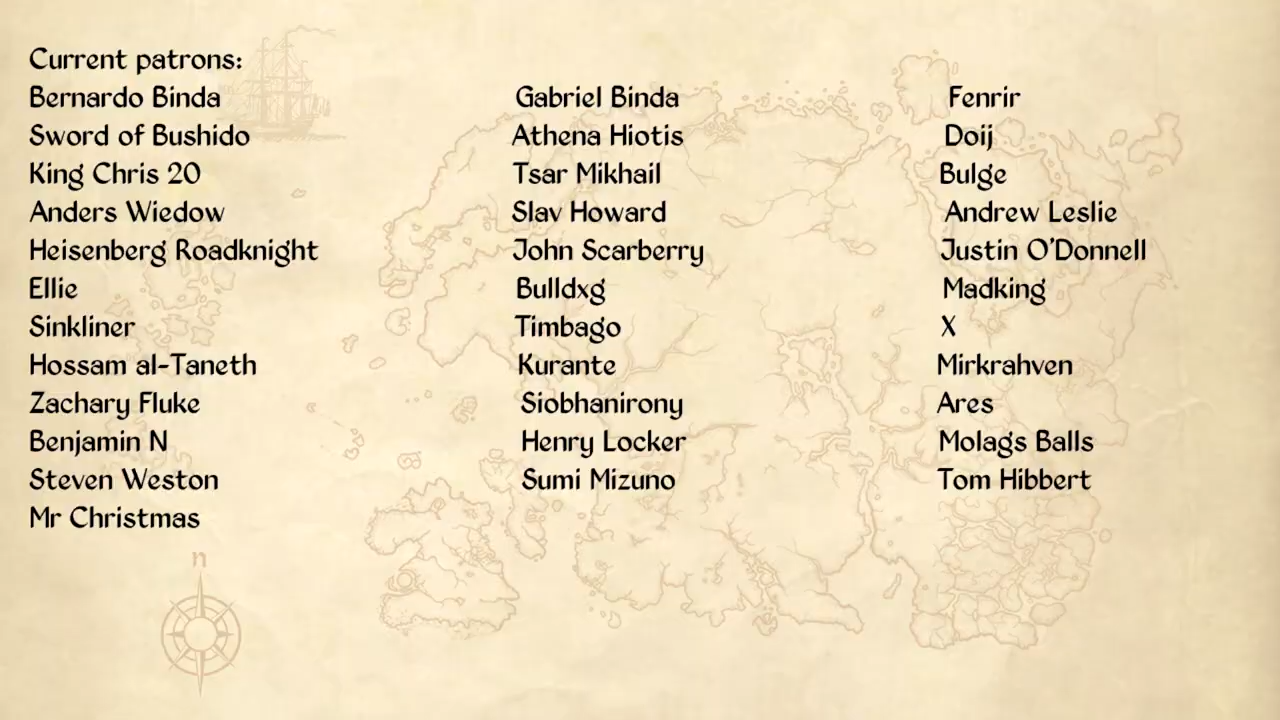 Current patrons:
Bernardo Binda
Sword of Bushido
King Chris 20
Anders Wiedow
Heisenberg Roadknight
Ellie
Sinkliner
Hossam al-Taneth
Zachary Fluke
Benjamin N
Steven Weston
Mr Christmas
Gabriel Binda
Athena Hiotis
Tsar Mikhail
Slav Howard
John Scarberry
Bulldxg
Timbago
Kurante
Siobhanirony
Henry Locker
Sumi Mizuno
Fenrir
Doij
Bulge
Andrew Leslie
Justin O'Donnell
Madking
X
Mirkrahven
Ares
Molags Balls
Tom Hibbert
n